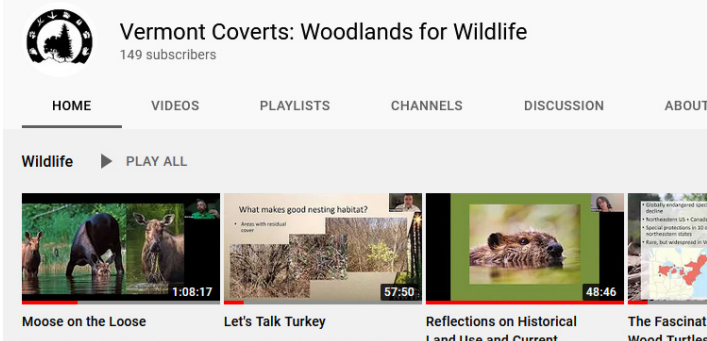 Vermont Coverts: Woodlands for Wildlife
149 subscribers
HOME VIDEOS PLAYLISTS CHANNELS DISCUSSION ABOUT
Wildlife PLAY ALL
What makes good nesting habitat?
• Areas with residual
cover
• Globally endangered
decline
• Northeastern US +
• Special protections in
northeastern states
• Rare, but widespread in
1:08:17 57:50 48:46
Moose on the Loose Let's Talk Turkey Reflections on Historical The
Land Use and Current Wood Turtles